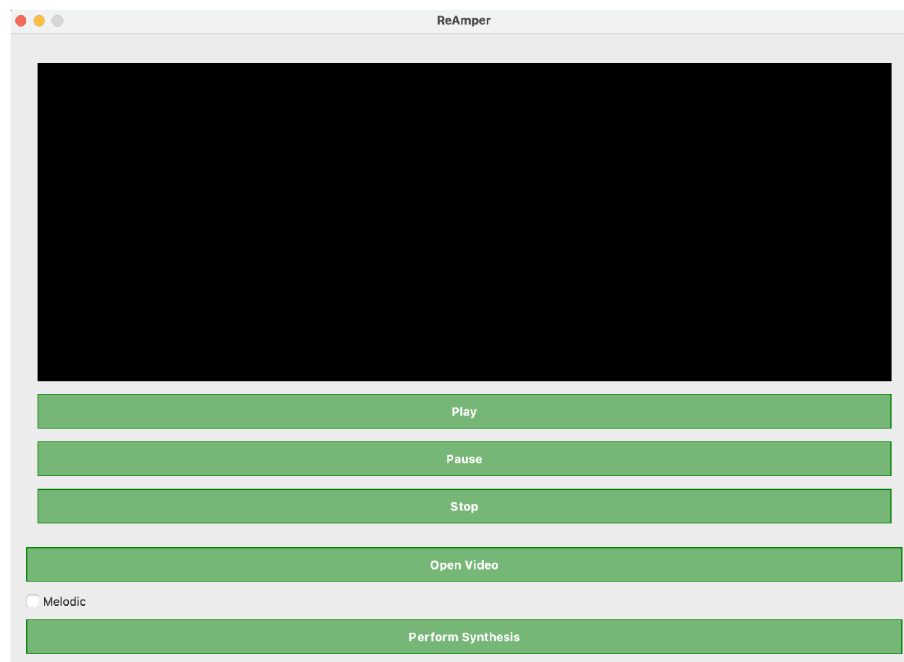 ReAmper
Play
Pause
Stop
Open Video
Melodic
Perform Synthesis